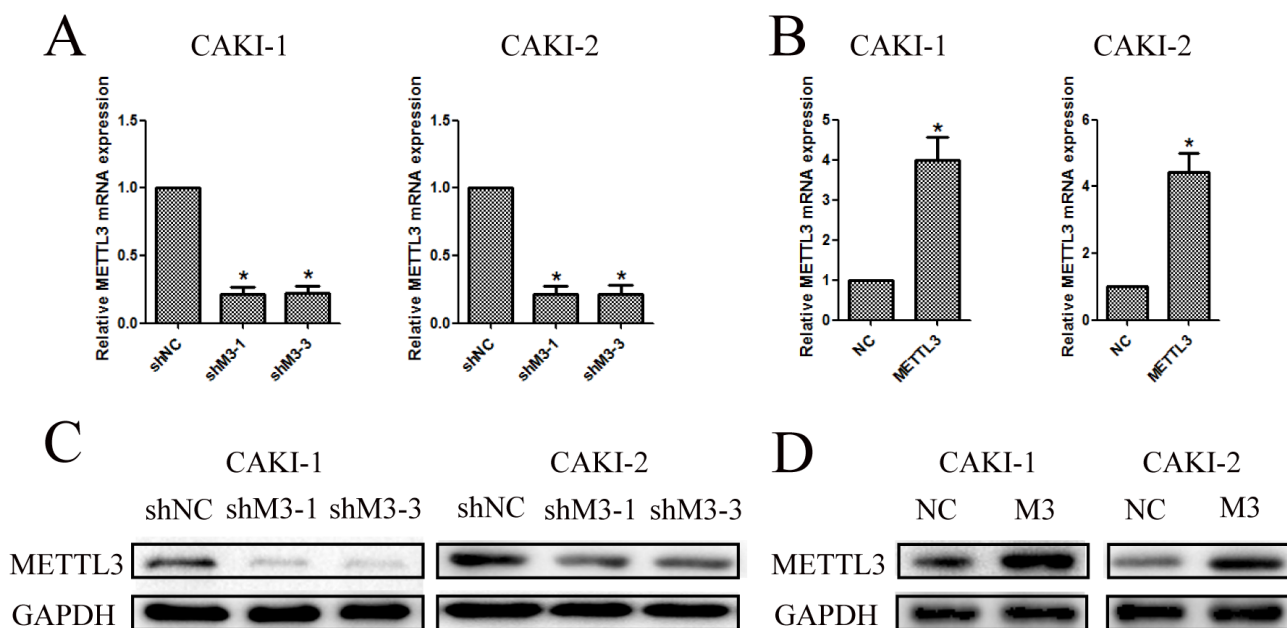 A
CAKI-1
CAKI-2
B
CAKI-1
CAKI-2
Relative METTL3 mRNA expression
1.5
1.0
0.5
0.0
*
*
shNC
shM3-1
shM3-3
Relative METTL3 mRNA expression
1.5
1.0
0.5
0.0
*
*
shNC
shM3-1
shM3-3
Relative METTL3 mRNA expression
5
4
3
2
1
0
*
NC
METTL3
Relative METTL3 mRNA expression
6
4
2
0
*
NC
METTL3
C
CAKI-1
CAKI-2
shNC shM3-1 shM3-3
shNC shM3-1 shM3-3
METTL3
GAPDH
D
CAKI-1
CAKI-2
NC M3
NC M3
METTL3
GAPDH